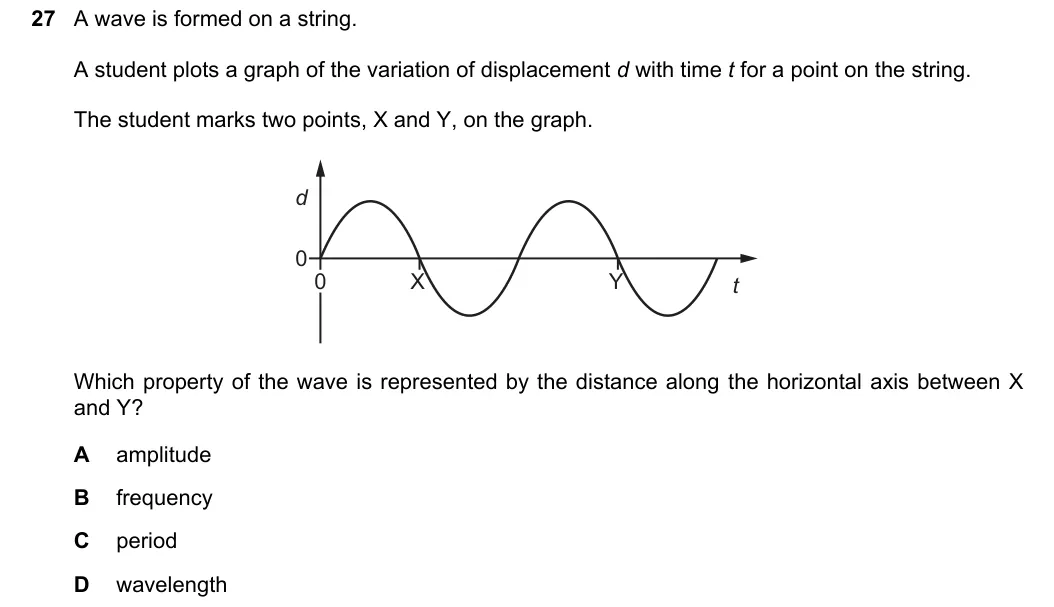 27 A wave is formed on a string.
A student plots a graph of the variation of displacement d with time t for a point on the string.
The student marks two points, X and Y, on the graph.
d
0
0 X Y t
Which property of the wave is represented by the distance along the horizontal axis between X
and Y?
A amplitude
B frequency
C period
D wavelength